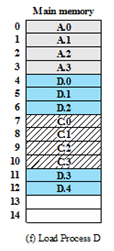 Main memory
0 A.0
1 A.1
2 A.2
3 A.3
4 D.0
5 D.1
6 D.2
7 C.0
8 C.1
9 C.2
10 C.3
11 D.3
12 D.4
13
14
(f) Load Process D